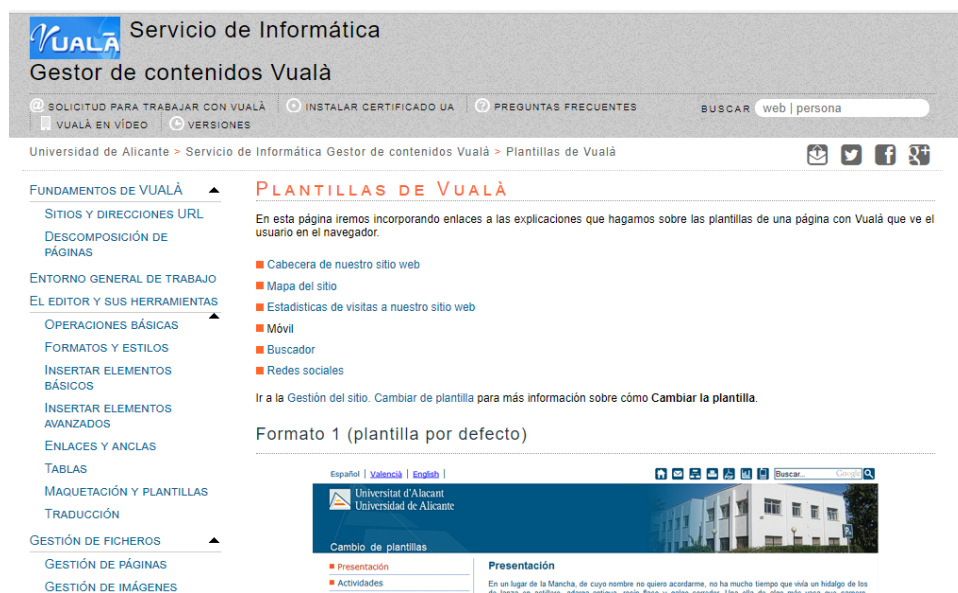 VUALÀ Servicio de Informática
Gestor de contenidos Vualà
SOLICITUD PARA TRABAJAR CON VUALÀ INSTALAR CERTIFICADO UA PREGUNTAS FRECUENTES
VUALÀ EN VÍDEO VERSIONES
BUSCAR web | persona
Universidad de Alicante > Servicio de Informática Gestor de contenidos Vualà > Plantillas de Vualà
FUNDAMENTOS DE VUALÀ
SITIOS Y DIRECCIONES URL
DESCOMPOSICIÓN DE
PÁGINAS
ENTORNO GENERAL DE TRABAJO
EL EDITOR Y SUS HERRAMIENTAS
OPERACIONES BÁSICAS
FORMATOS Y ESTILOS
INSERTAR ELEMENTOS
BÁSICOS
INSERTAR ELEMENTOS
AVANZADOS
ENLACES Y ANCLAS
TABLAS
MAQUETACIÓN Y PLANTILLAS
TRADUCCIÓN
GESTIÓN DE FICHEROS
GESTIÓN DE PÁGINAS
GESTIÓN DE IMÁGENES
PLANTILLAS DE VUALÀ
En esta página iremos incorporando enlaces a las explicaciones que hagamos sobre las plantillas de una página con Vualà que ve el
usuario en el navegador.
Cabecera de nuestro sitio web
Mapa del sitio
Estadisticas de visitas a nuestro sitio web
Móvil
Buscador
Redes sociales
Ir a la Gestión del sitio. Cambiar de plantilla para más información sobre cómo Cambiar la plantilla.
Formato 1 (plantilla por defecto)
Español | Valencià | English |
Buscar... Google
Universitat d'Alacant
Universidad de Alicante
Cambio de plantillas
Presentación
Actividades
Presentación
En un lugar de la Mancha, de cuyo nombre no quiero acordarme, no ha mucho tiempo que vivía un hidalgo de los